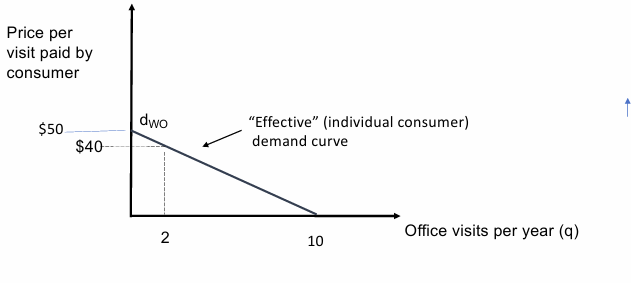 Price per
visit paid by
consumer
dWO
"Effective" (individual consumer)
demand curve
$50
$40
2
10
Office visits per year (q)